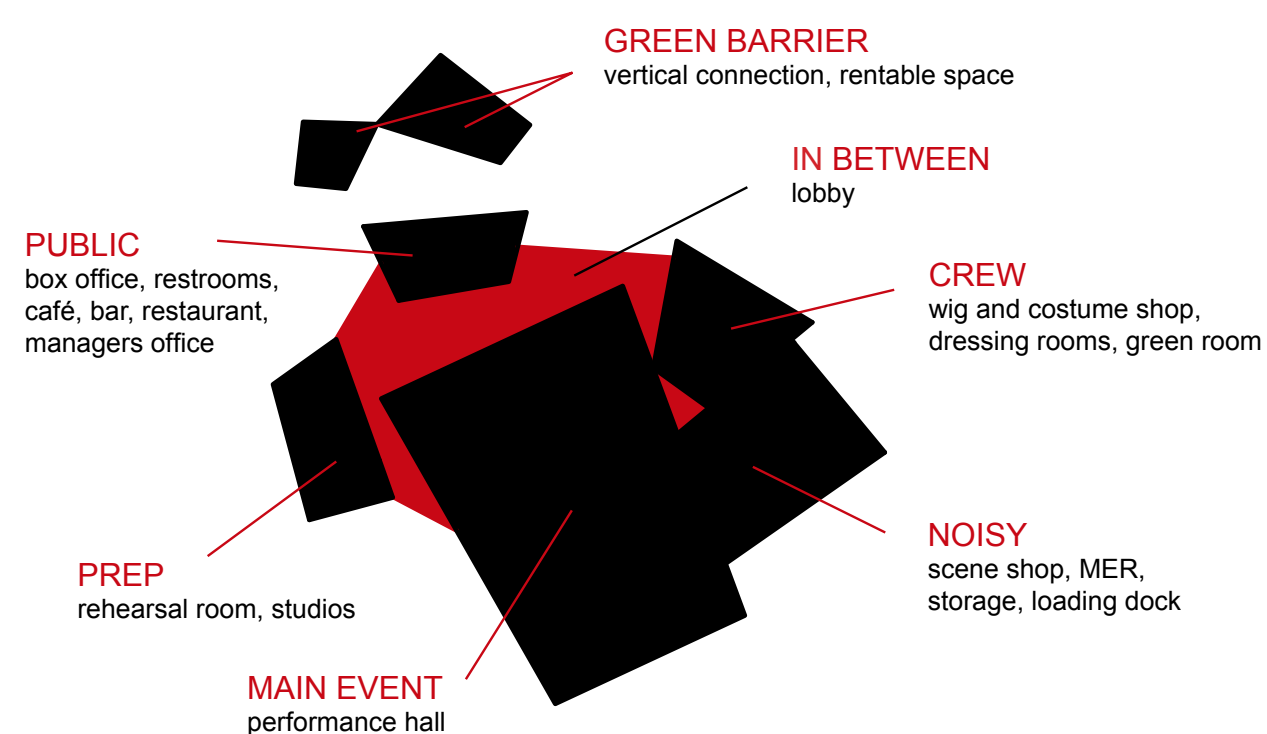 GREEN BARRIER
vertical connection, rentable space
IN BETWEEN
lobby
PUBLIC
box office, restrooms,
café, bar, restaurant,
managers office
CREW
wig and costume shop,
dressing rooms, green room
NOISY
scene shop, MER,
storage, loading dock
PREP
rehearsal room, studios
MAIN EVENT
performance hall